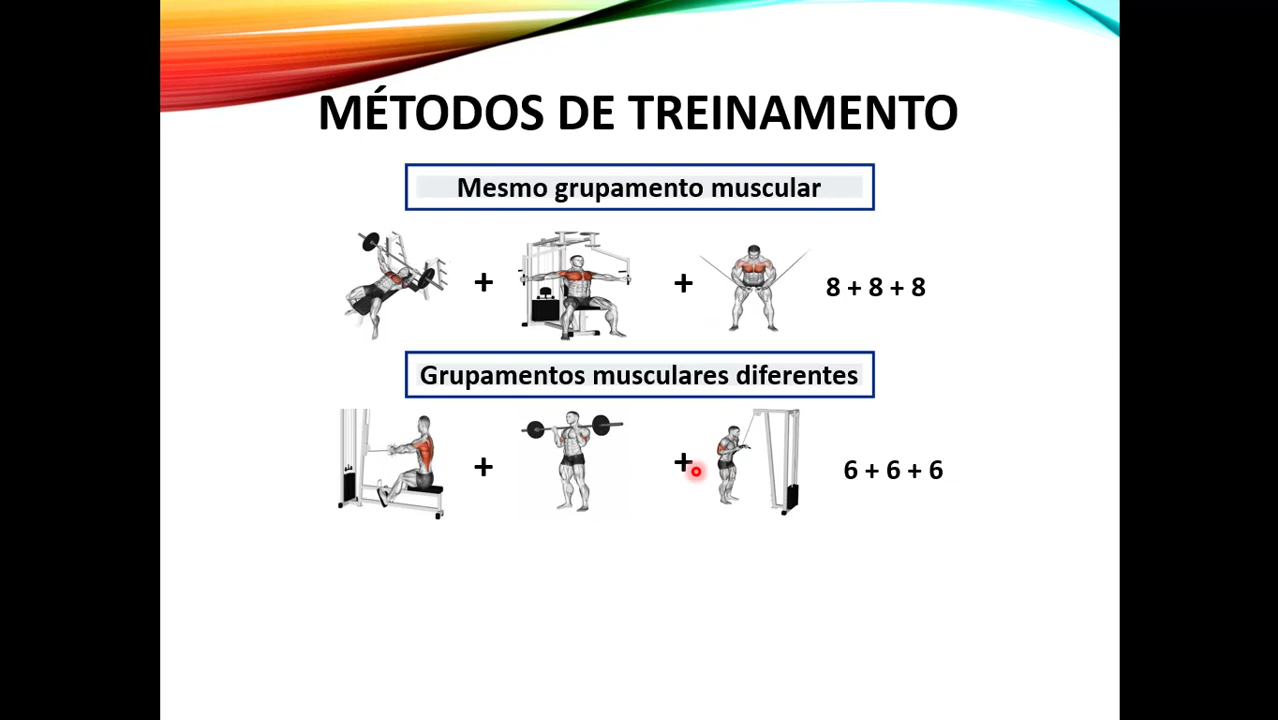 MÉTODOS DE TREINAMENTO
Mesmo grupamento muscular
+ + 8 + 8 + 8
Grupamentos musculares diferentes
+ + 6 + 6 + 6